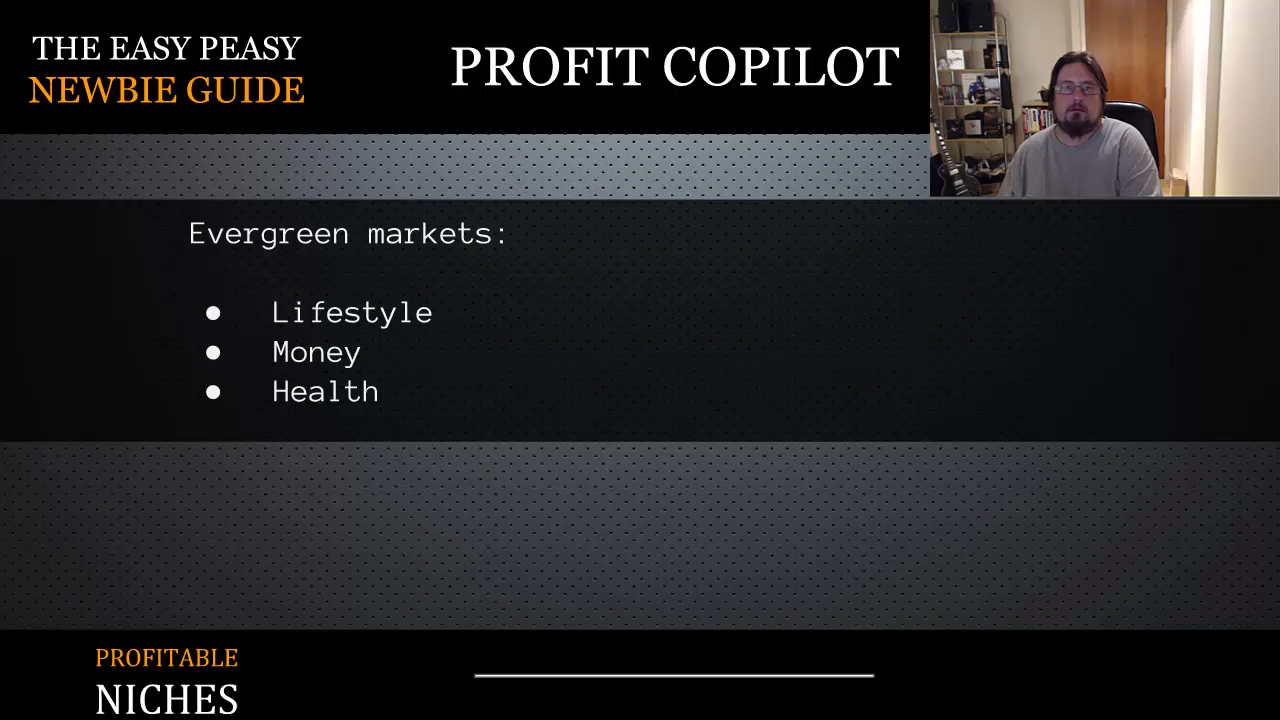 THE EASY PEASY
NEWBIE GUIDE
PROFIT COPILOT
Evergreen markets:
● Lifestyle
● Money
● Health
PROFITABLE
NICHES